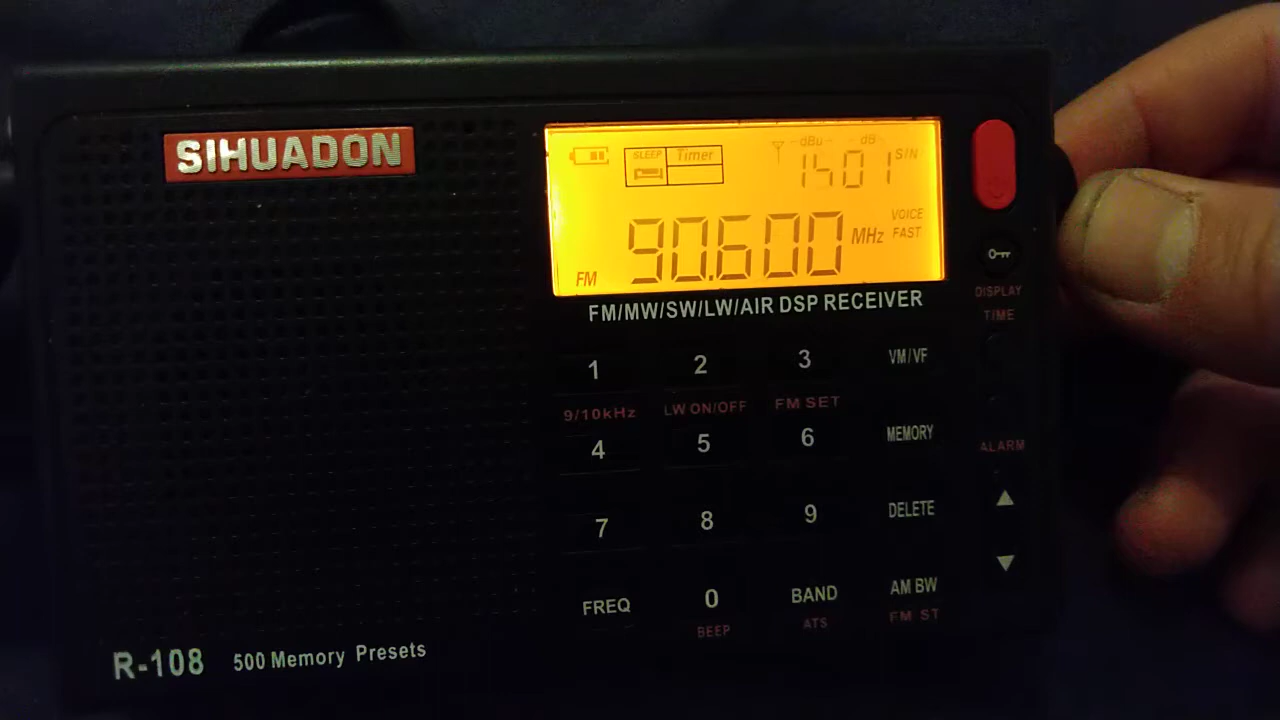 SIHUADON
SLEEP Timer
dBu dB
1501 S/N
90.600 MHz
VOICE
FAST
FM
FM/MW/SW/LW/AIR DSP RECEIVER
DISPLAY
TIME
1 2 3 VM/VF
9/10kHz LW ON/OFF FM SET
4 5 6 MEMORY
ALARM
7 8 9 DELETE
FREQ 0 BAND AM BW
BEEP ATS FM ST
R-108 500 Memory Presets